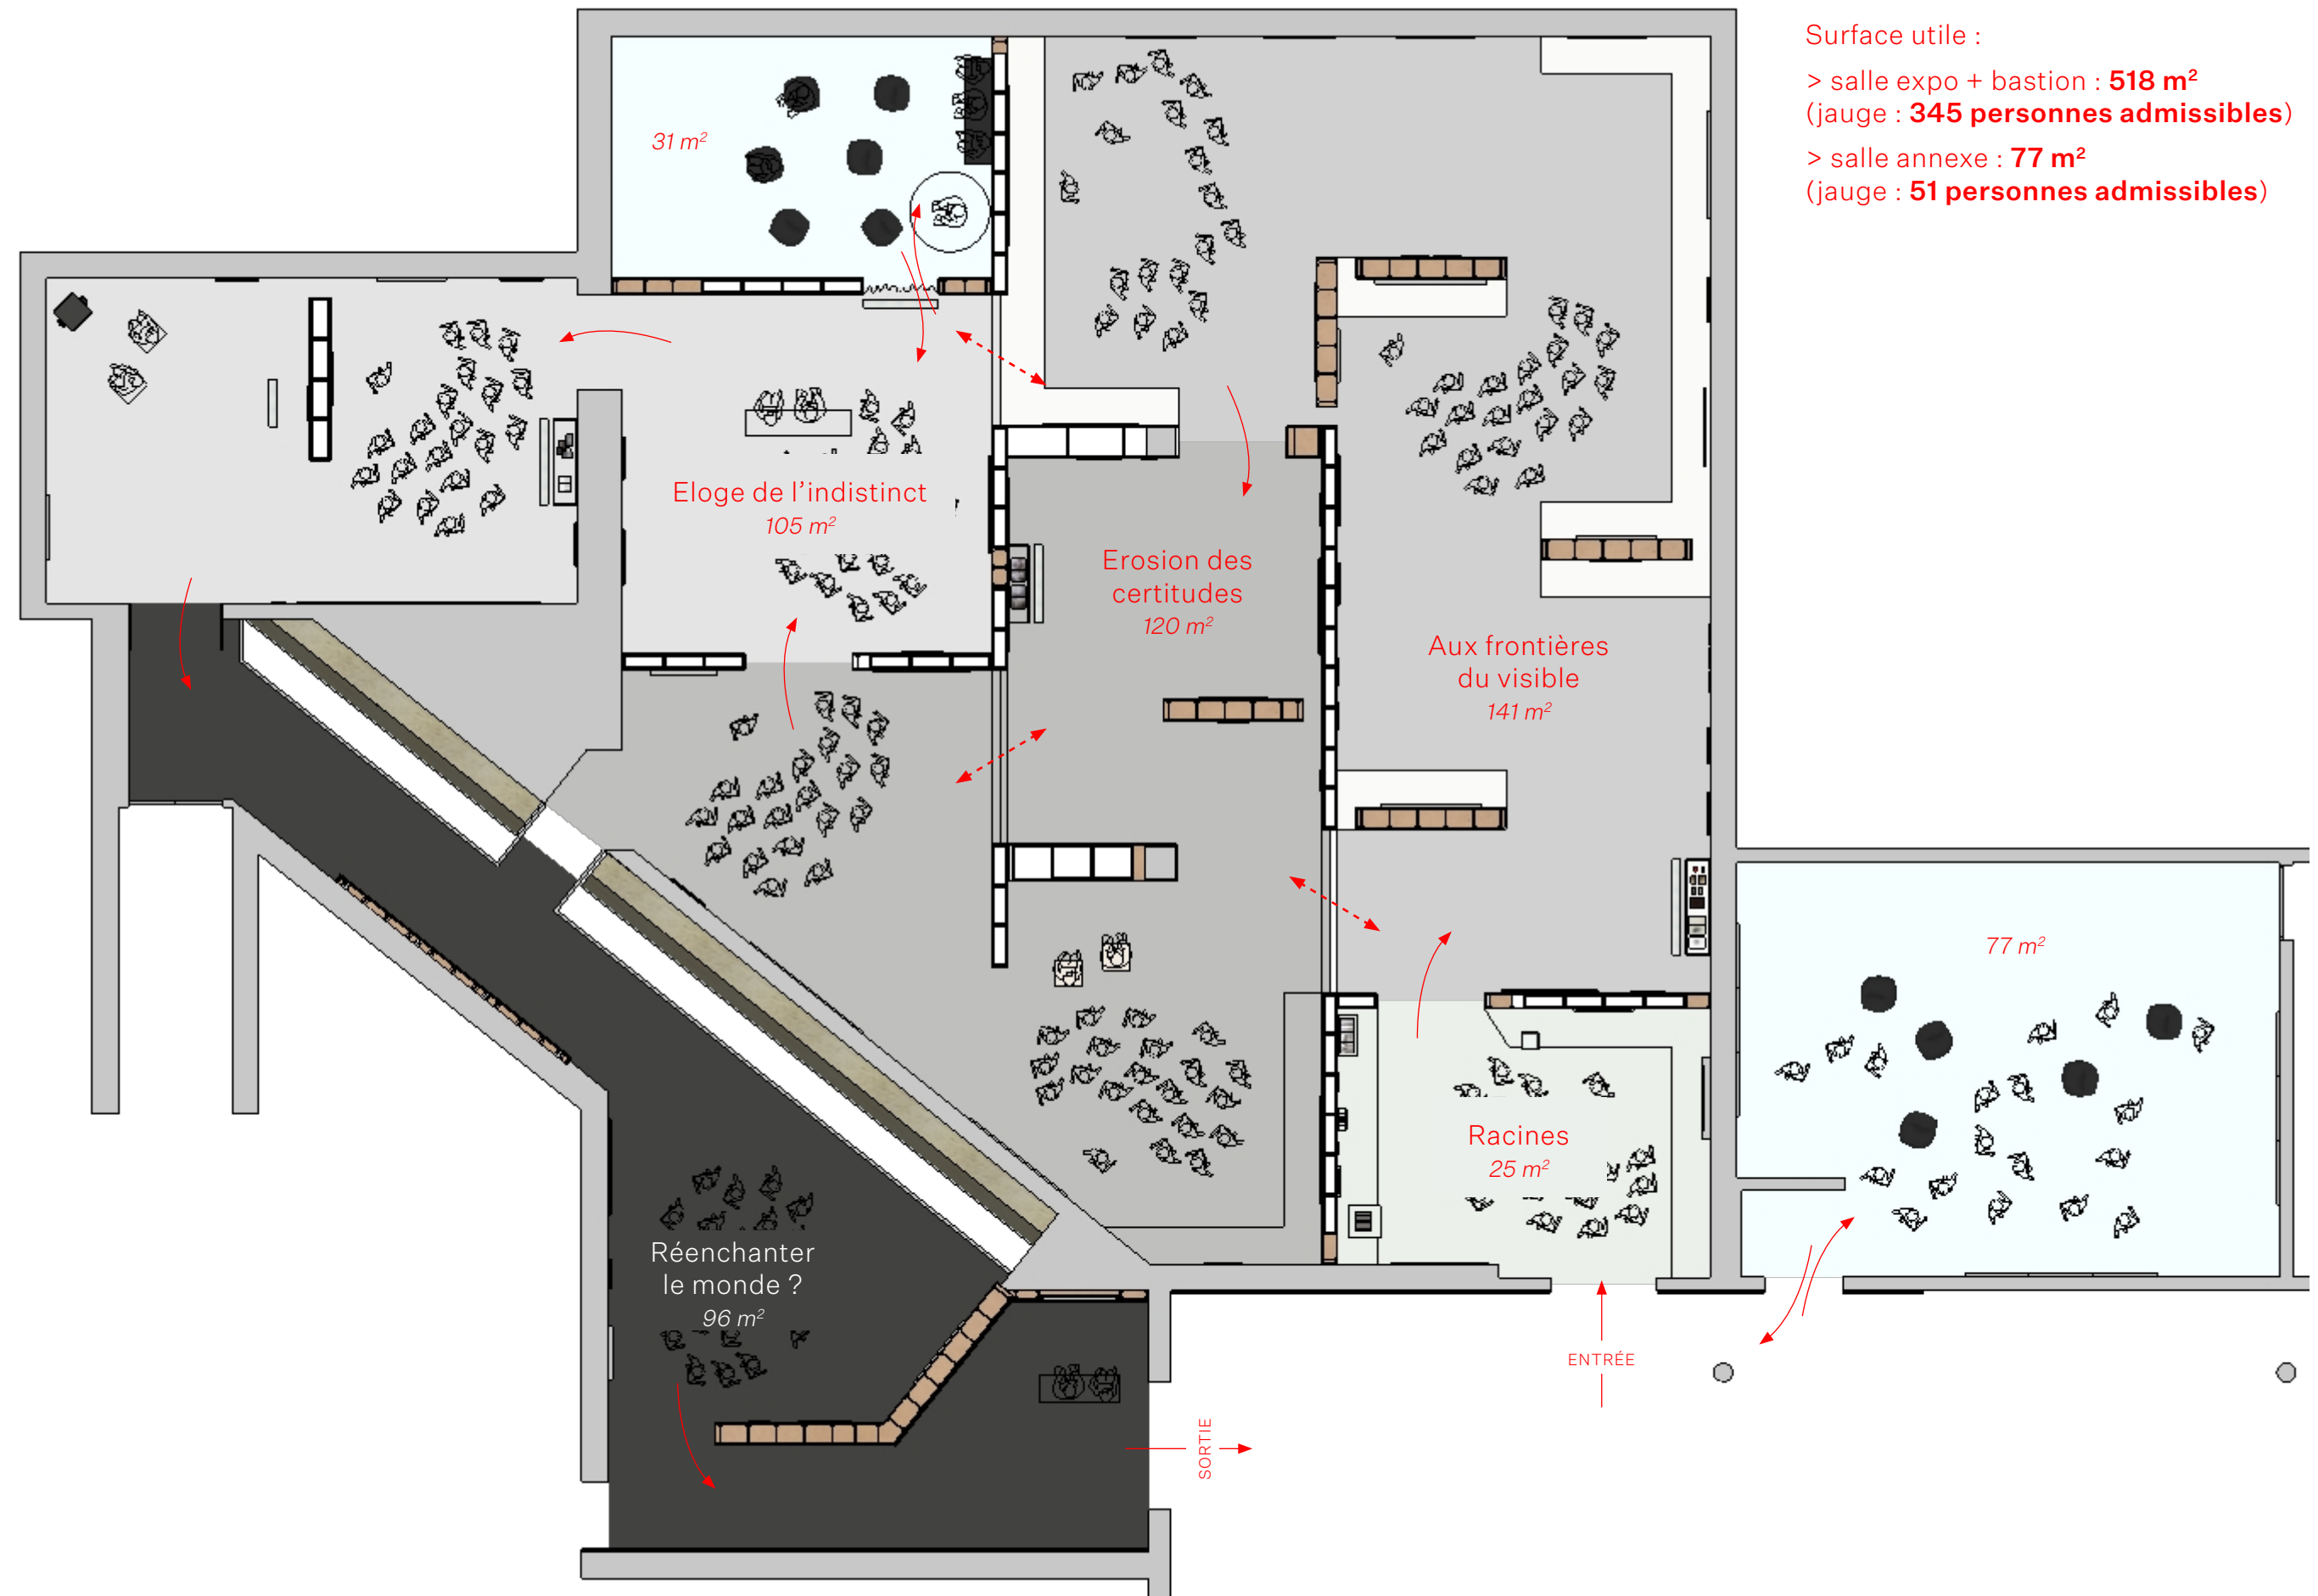 Surface utile :
> salle expo + bastion : 518 m²
(jauge : 345 personnes admissibles)
> salle annexe : 77 m²
(jauge : 51 personnes admissibles)
31 m²
Eloge de l’indistinct
105 m²
Erosion des
certitudes
120 m²
Aux frontières
du visible
141 m²
77 m²
Racines
25 m²
Réenchanter
le monde ?
96 m²
ENTRÉE
SORTIE